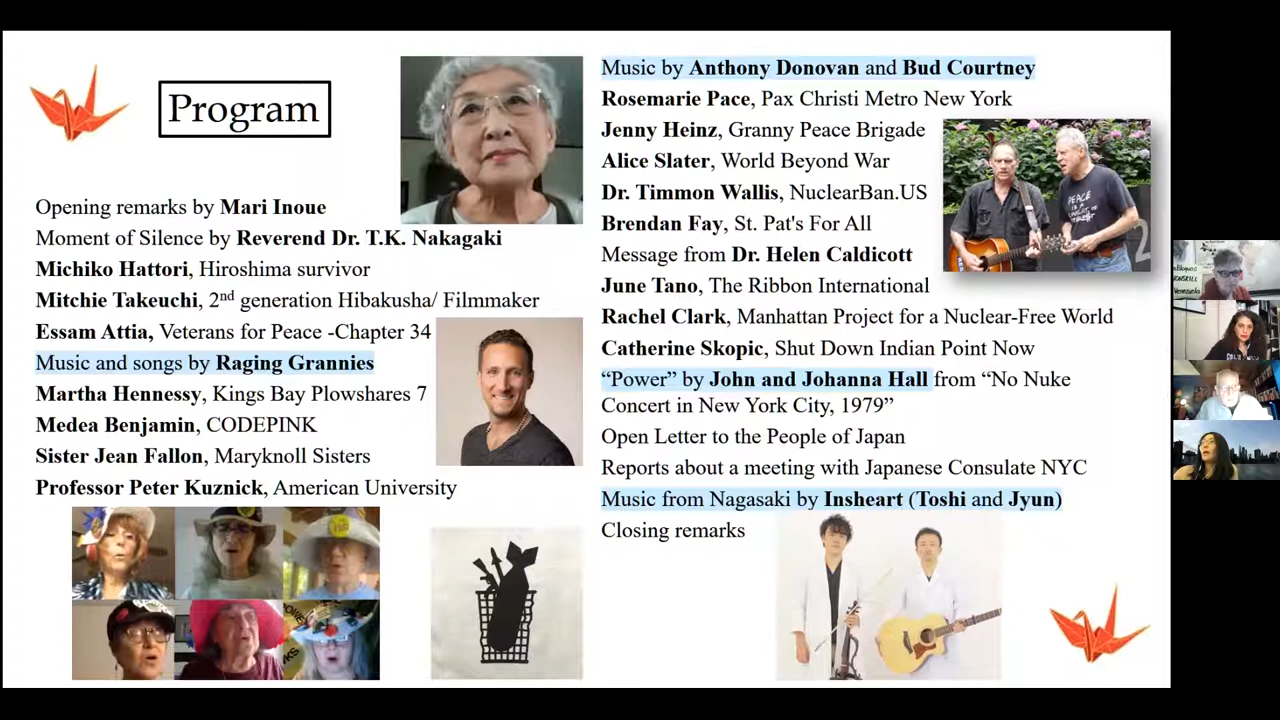 Program
Opening remarks by Mari Inoue
Moment of Silence by Reverend Dr. T.K. Nakagaki
Michiko Hattori, Hiroshima survivor
Mitchie Takeuchi, 2nd generation Hibakusha/ Filmmaker
Essam Attia, Veterans for Peace -Chapter 34
Music and songs by Raging Grannies
Martha Hennessy, Kings Bay Plowshares 7
Medea Benjamin, CODEPINK
Sister Jean Fallon, Maryknoll Sisters
Professor Peter Kuznick, American University
Music by Anthony Donovan and Bud Courtney
Rosemarie Pace, Pax Christi Metro New York
Jenny Heinz, Granny Peace Brigade
Alice Slater, World Beyond War
Dr. Timmon Wallis, NuclearBan.US
Brendan Fay, St. Pat's For All
Message from Dr. Helen Caldicott
June Tano, The Ribbon International
Rachel Clark, Manhattan Project for a Nuclear-Free World
Catherine Skopic, Shut Down Indian Point Now
“Power” by John and Johanna Hall from “No Nuke
Concert in New York City, 1979”
Open Letter to the People of Japan
Reports about a meeting with Japanese Consulate NYC
Music from Nagasaki by Insheart (Toshi and Jyun)
Closing remarks
PEACE